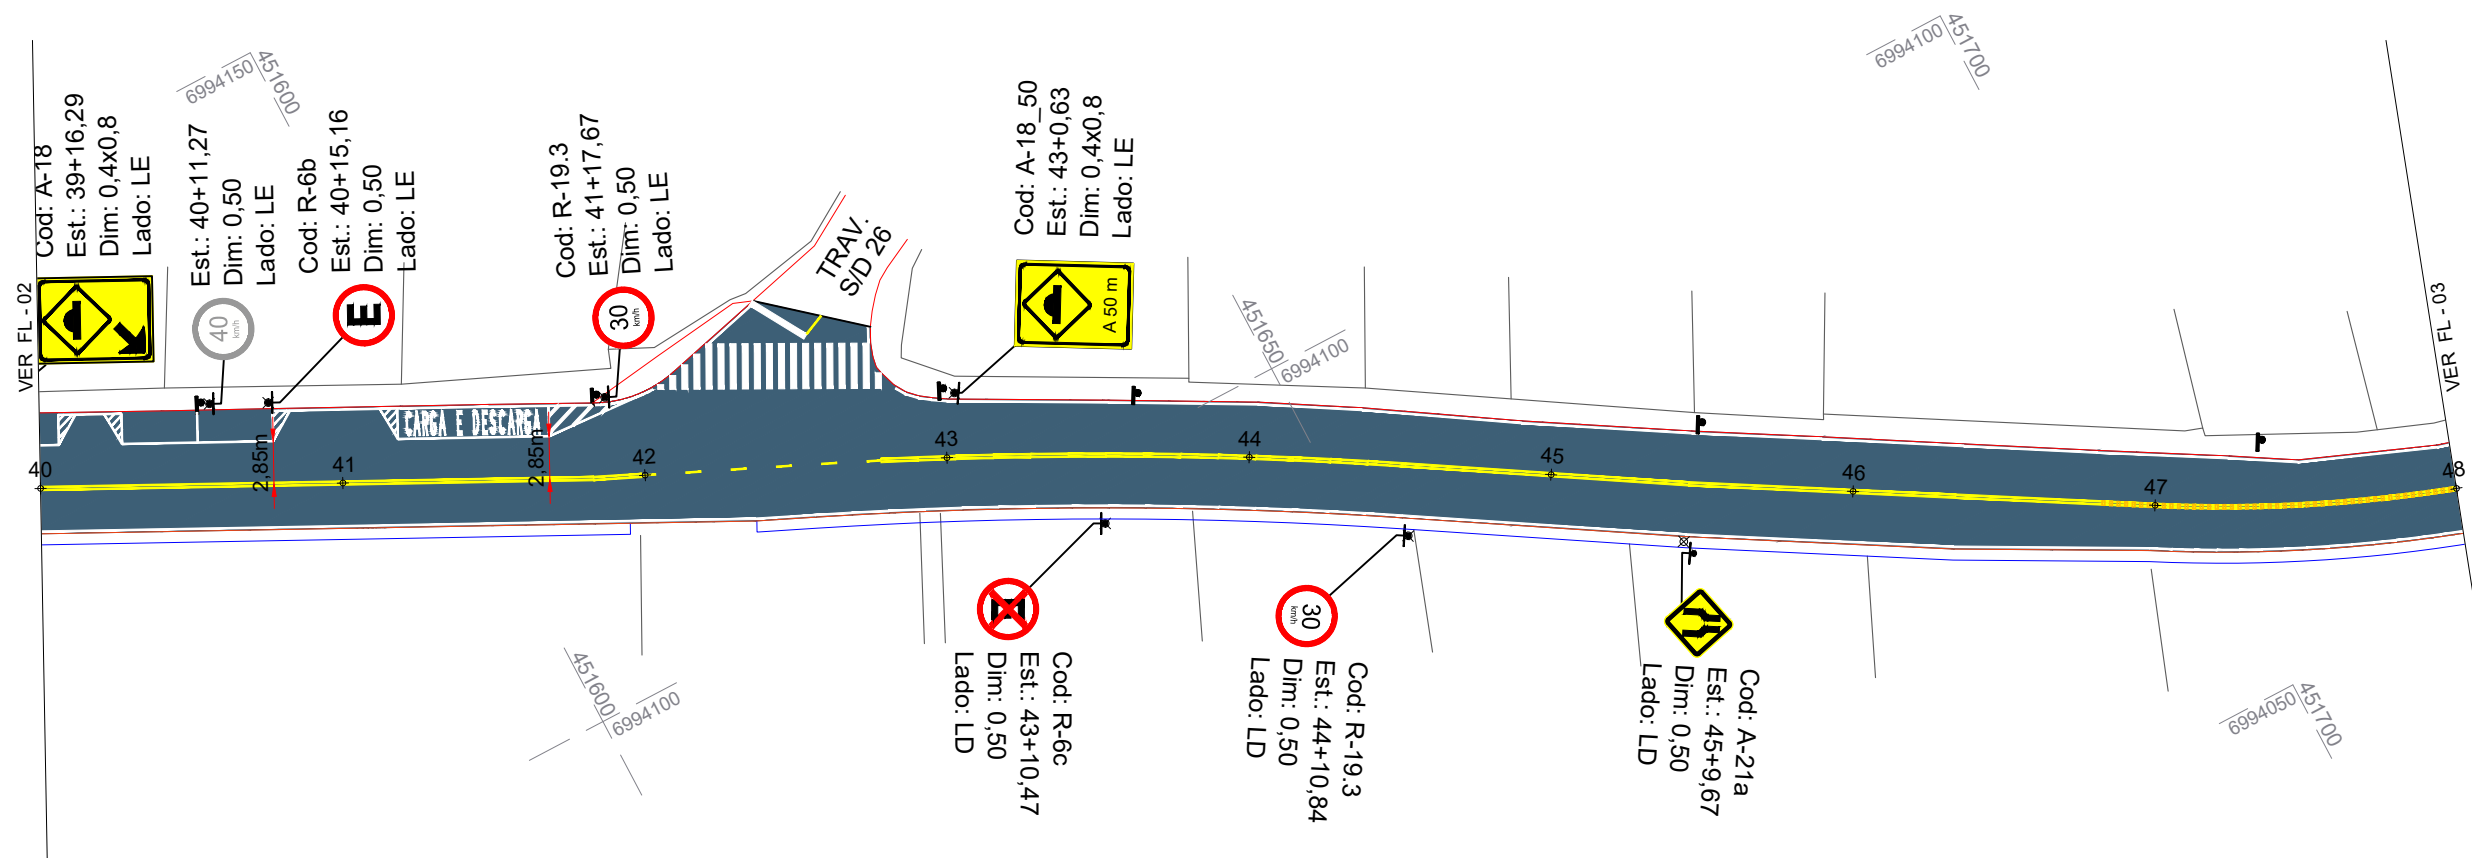 VER FL - 02
Cod: A-18
Est.: 39+16,29
Dim: 0,4x0,8
Lado: LE
6994150
451600
Est.: 40+11,27
Dim: 0,50
Lado: LE
40
km/h
Cod: R-6b
Est.: 40+15,16
Dim: 0,50
Lado: LE
E
Cod: R-19.3
Est.: 41+17,67
Dim: 0,50
Lado: LE
30
km/h
TRAV.
S/D 26
Cod: A-18_50
Est.: 43+0,63
Dim: 0,4x0,8
Lado: LE
A 50 m
451650
6994100
6994100
451700
VER FL - 03
CARGA E DESCARGA
2,85m
2,85m
40
41
42
43
44
45
46
47
48
451600
6994100
Cod: R-6c
Est.: 43+10,47
Dim: 0,50
Lado: LD
30
km/h
Cod: R-19.3
Est.: 44+10,84
Dim: 0,50
Lado: LD
Cod: A-21a
Est.: 45+9,67
Dim: 0,50
Lado: LD
6994050
451700